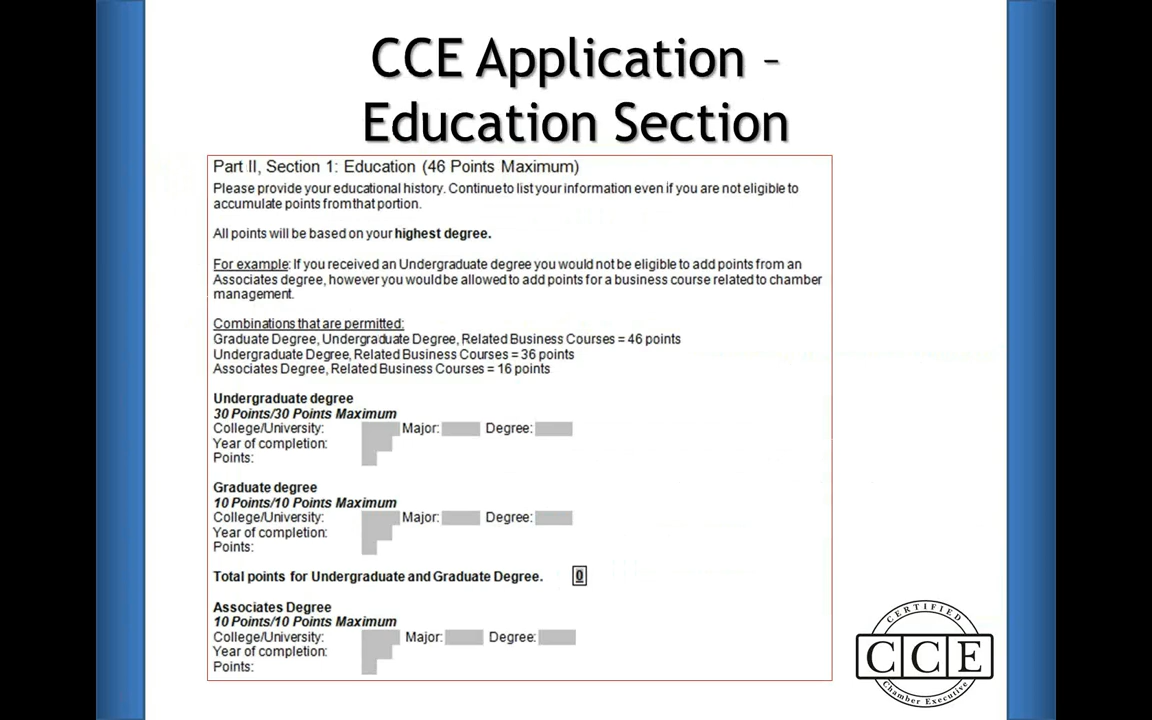 CCE Application –
Education Section
Part II, Section 1: Education (46 Points Maximum)
Please provide your educational history. Continue to list your information even if you are not eligible to
accumulate points from that portion.
All points will be based on your highest degree.
For example: If you received an Undergraduate degree you would not be eligible to add points from an
Associates degree, however you would be allowed to add points for a business course related to chamber
management.
Combinations that are permitted:
Graduate Degree, Undergraduate Degree, Related Business Courses = 46 points
Undergraduate Degree, Related Business Courses = 36 points
Associates Degree, Related Business Courses = 16 points
Undergraduate degree
30 Points/30 Points Maximum
College/University: Major: Degree:
Year of completion:
Points:
Graduate degree
10 Points/10 Points Maximum
College/University: Major: Degree:
Year of completion:
Points:
Total points for Undergraduate and Graduate Degree. 0
Associates Degree
10 Points/10 Points Maximum
College/University: Major: Degree:
Year of completion:
Points:
CERTIFIED
CCE
Chamber Executive